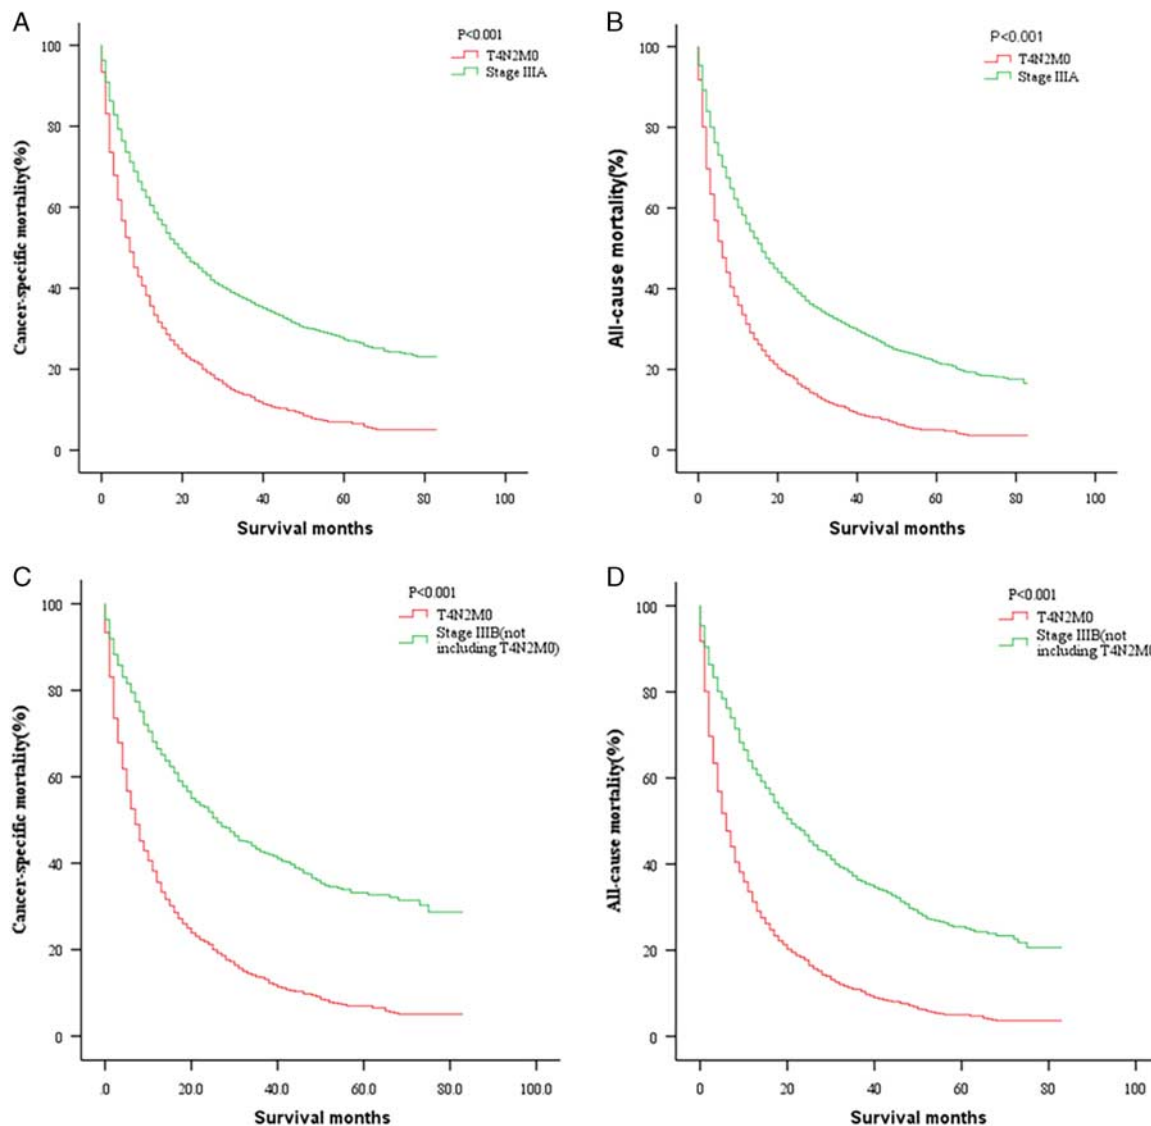 A
P<0.001
T4N2M0
Stage IIIA
Cancer-specific mortality(%)
100
80
60
40
20
0
0 20 40 60 80 100
Survival months
B
P<0.001
T4N2M0
Stage IIIA
All-cause mortality(%)
100
80
60
40
20
0
0 20 40 60 80 100
Survival months
C
P<0.001
T4N2M0
Stage IIIB(not
including T4N2M0)
Cancer-specific mortality(%)
100
80
60
40
20
0
.0 20.0 40.0 60.0 80.0 100.0
Survival months
D
P<0.001
T4N2M0
Stage IIIB(not
including T4N2M0
All-cause mortality(%)
100
80
60
40
20
0
0 20 40 60 80 100
Survival months